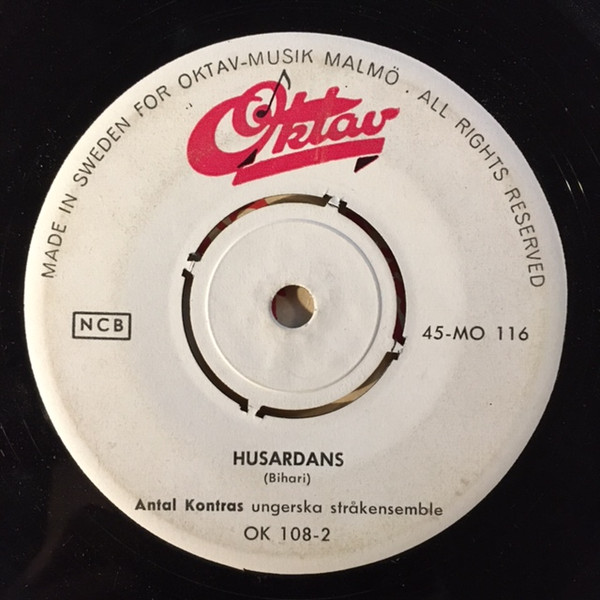 MADE IN SWEDEN FOR OKTAV-MUSIK MALMÖ · ALL RIGHTS RESERVED
Oktav
NCB
45-MO 116
HUSARDANS
(Bihari)
Antal Kontras ungerska stråkensemble
OK 108-2